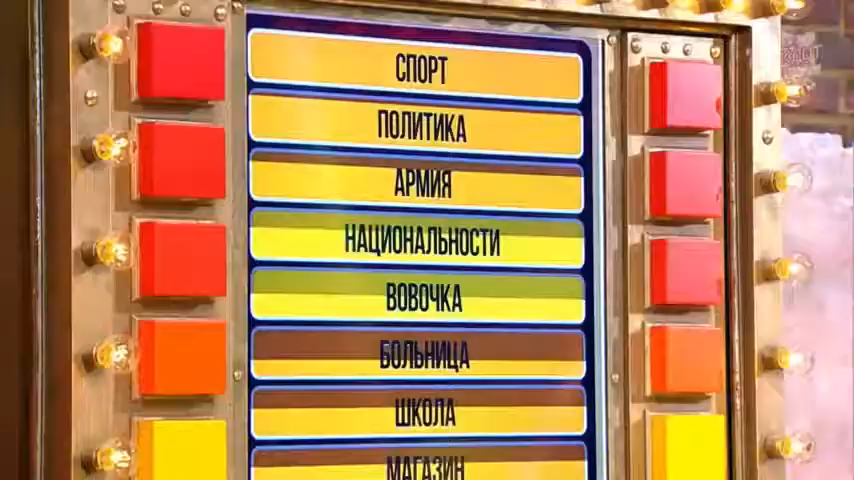 СПОРТ
ПОЛИТИКА
АРМИЯ
НАЦИОНАЛЬНОСТИ
ВОВОЧКА
БОЛЬНИЦА
ШКОЛА
МАГАЗИН